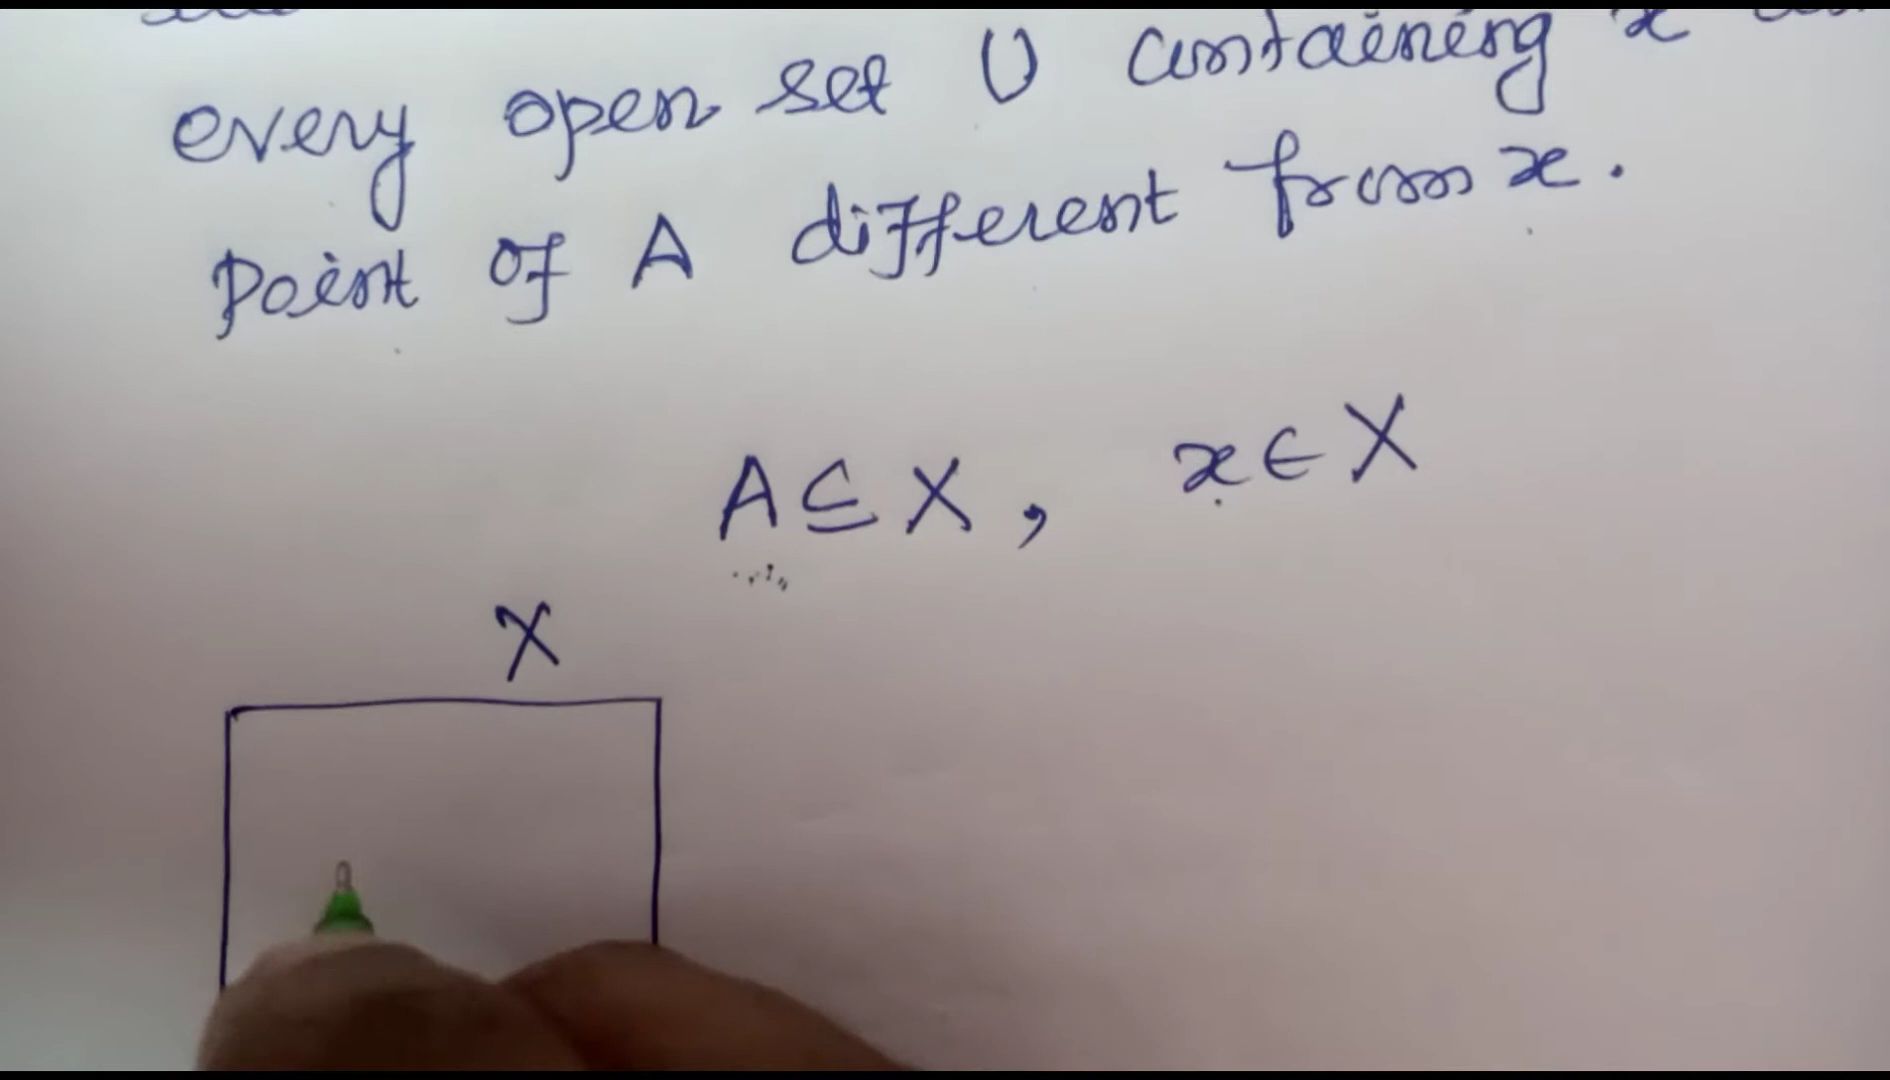 every open set U containing x
Point of A different from x.
A ⊆ X, x ∈ X
X